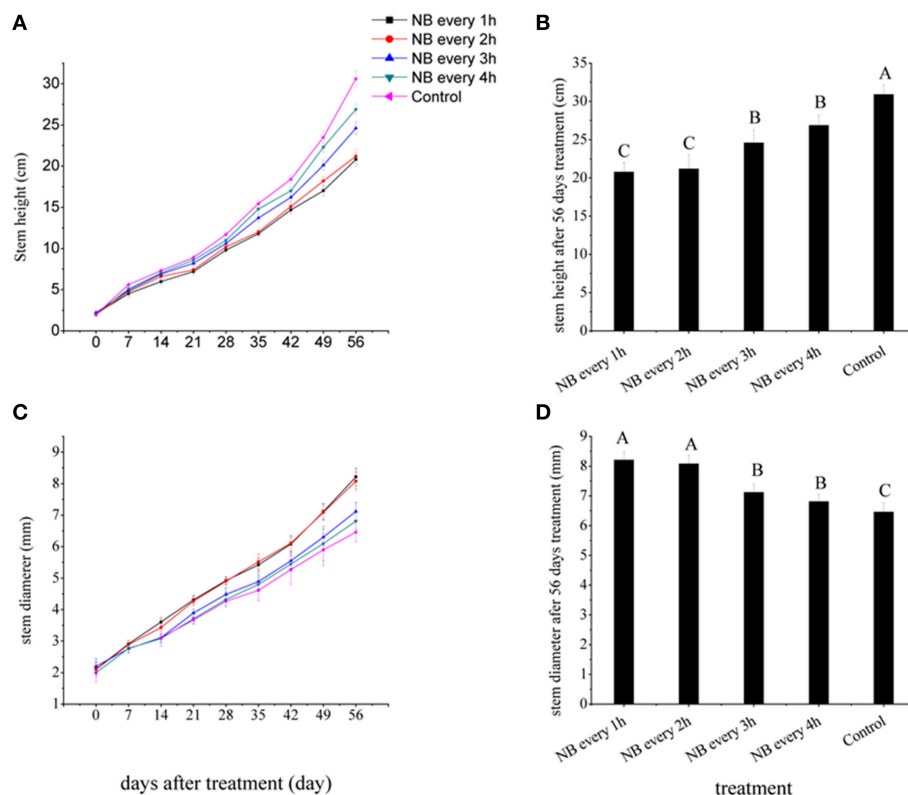 A
NB every 1h
NB every 2h
NB every 3h
NB every 4h
Control
Stem height (cm)
30
25
20
15
10
5
0
0 7 14 21 28 35 42 49 56
B
stem height after 56 days treatment (cm)
35
30
25
20
15
10
5
0
C C B B A
NB every 1h
NB every 2h
NB every 3h
NB every 4h
Control
C
stem diamerer (mm)
9
8
7
6
5
4
3
2
1
0 7 14 21 28 35 42 49 56
days after treatment (day)
D
stem diameter afer 56 days treatment (mm)
9
8
7
6
5
4
3
2
1
0
A A B B C
NB every 1h
NB every 2h
NB every 3h
NB every 4h
Control
treatment